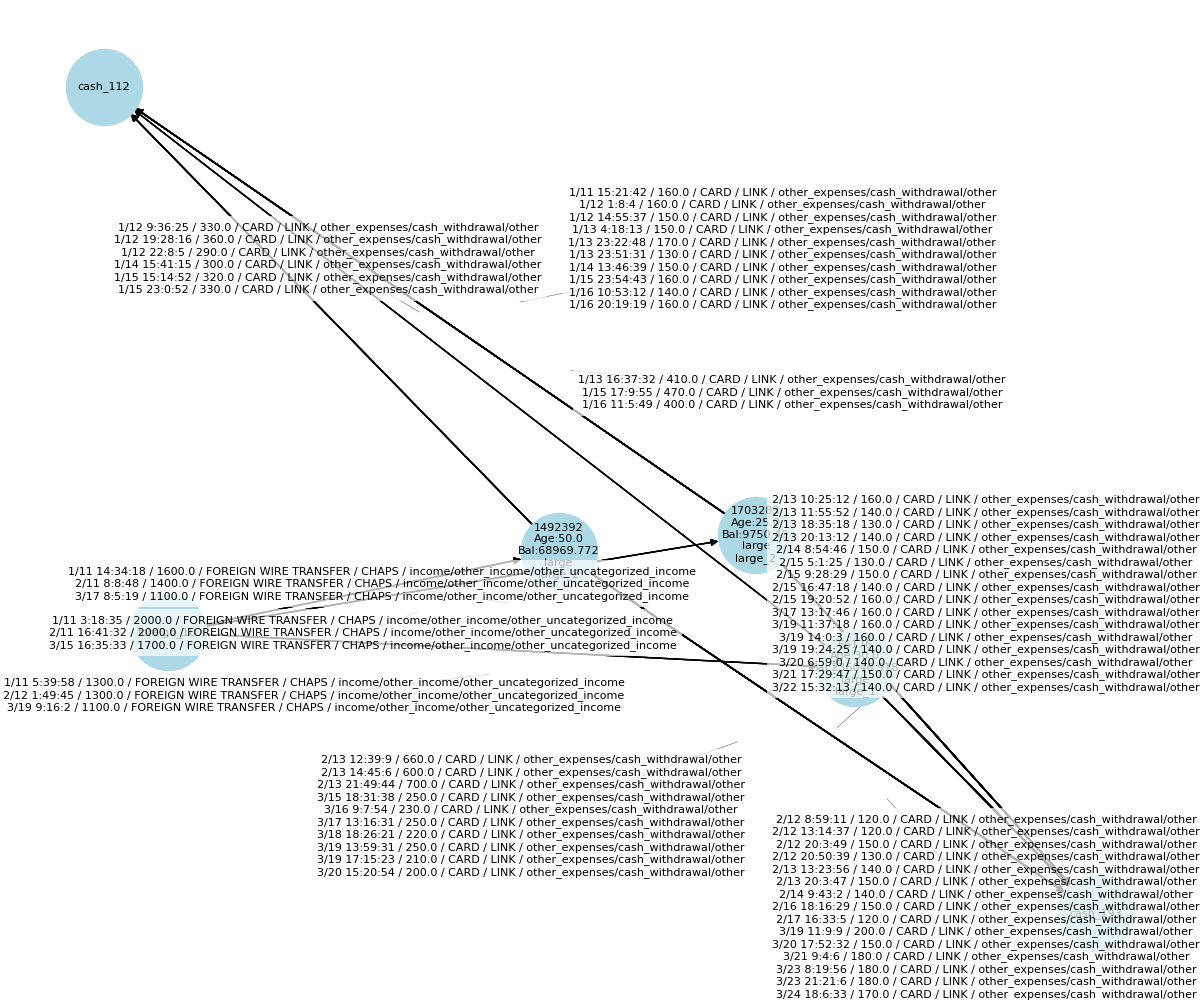 cash_112
1/11 15:21:42 / 160.0 / CARD / LINK / other_expenses/cash_withdrawal/other
1/12 1:8:4 / 160.0 / CARD / LINK / other_expenses/cash_withdrawal/other
1/12 14:55:37 / 150.0 / CARD / LINK / other_expenses/cash_withdrawal/other
1/13 4:18:13 / 150.0 / CARD / LINK / other_expenses/cash_withdrawal/other
1/13 23:22:48 / 170.0 / CARD / LINK / other_expenses/cash_withdrawal/other
1/13 23:51:31 / 130.0 / CARD / LINK / other_expenses/cash_withdrawal/other
1/14 13:46:39 / 150.0 / CARD / LINK / other_expenses/cash_withdrawal/other
1/15 23:54:43 / 160.0 / CARD / LINK / other_expenses/cash_withdrawal/other
1/16 10:53:12 / 140.0 / CARD / LINK / other_expenses/cash_withdrawal/other
1/16 20:19:19 / 160.0 / CARD / LINK / other_expenses/cash_withdrawal/other
1/12 9:36:25 / 330.0 / CARD / LINK / other_expenses/cash_withdrawal/other
1/12 19:28:16 / 360.0 / CARD / LINK / other_expenses/cash_withdrawal/other
1/12 22:8:5 / 290.0 / CARD / LINK / other_expenses/cash_withdrawal/other
1/14 15:41:15 / 300.0 / CARD / LINK / other_expenses/cash_withdrawal/other
1/15 15:14:52 / 320.0 / CARD / LINK / other_expenses/cash_withdrawal/other
1/15 23:0:52 / 330.0 / CARD / LINK / other_expenses/cash_withdrawal/other
1/13 16:37:32 / 410.0 / CARD / LINK / other_expenses/cash_withdrawal/other
1/15 17:9:55 / 470.0 / CARD / LINK / other_expenses/cash_withdrawal/other
1/16 11:5:49 / 400.0 / CARD / LINK / other_expenses/cash_withdrawal/other
1492392
Age:50.0
Bal:68969.772
large
Age:25
large
2/13 10:25:12 / 160.0 / CARD / LINK / other_expenses/cash_withdrawal/other
2/13 11:55:52 / 140.0 / CARD / LINK / other_expenses/cash_withdrawal/other
2/13 18:35:18 / 130.0 / CARD / LINK / other_expenses/cash_withdrawal/other
2/13 20:13:12 / 140.0 / CARD / LINK / other_expenses/cash_withdrawal/other
2/14 8:54:46 / 150.0 / CARD / LINK / other_expenses/cash_withdrawal/other
2/15 5:1:25 / 130.0 / CARD / LINK / other_expenses/cash_withdrawal/other
2/15 9:28:29 / 150.0 / CARD / LINK / other_expenses/cash_withdrawal/other
2/15 16:47:18 / 140.0 / CARD / LINK / other_expenses/cash_withdrawal/other
2/15 19:20:52 / 160.0 / CARD / LINK / other_expenses/cash_withdrawal/other
3/17 13:17:46 / 160.0 / CARD / LINK / other_expenses/cash_withdrawal/other
3/19 11:37:18 / 160.0 / CARD / LINK / other_expenses/cash_withdrawal/other
3/19 14:0:3 / 160.0 / CARD / LINK / other_expenses/cash_withdrawal/other
3/19 19:24:25 / 140.0 / CARD / LINK / other_expenses/cash_withdrawal/other
3/20 6:59:0 / 140.0 / CARD / LINK / other_expenses/cash_withdrawal/other
3/21 17:29:47 / 150.0 / CARD / LINK / other_expenses/cash_withdrawal/other
3/22 15:32:13 / 140.0 / CARD / LINK / other_expenses/cash_withdrawal/other
1/11 14:34:18 / 1600.0 / FOREIGN WIRE TRANSFER / CHAPS / income/other_income/other_uncategorized_income
2/11 8:8:48 / 1400.0 / FOREIGN WIRE TRANSFER / CHAPS / income/other_income/other_uncategorized_income
3/17 8:5:19 / 1100.0 / FOREIGN WIRE TRANSFER / CHAPS / income/other_income/other_uncategorized_income
1/11 3:18:35 / 2000.0 / FOREIGN WIRE TRANSFER / CHAPS / income/other_income/other_uncategorized_income
2/11 16:41:32 / 2000.0 / FOREIGN WIRE TRANSFER / CHAPS / income/other_income/other_uncategorized_income
3/15 16:35:33 / 1700.0 / FOREIGN WIRE TRANSFER / CHAPS / income/other_income/other_uncategorized_income
1/11 5:39:58 / 1300.0 / FOREIGN WIRE TRANSFER / CHAPS / income/other_income/other_uncategorized_income
2/12 1:49:45 / 1300.0 / FOREIGN WIRE TRANSFER / CHAPS / income/other_income/other_uncategorized_income
3/19 9:16:2 / 1100.0 / FOREIGN WIRE TRANSFER / CHAPS / income/other_income/other_uncategorized_income
2/13 12:39:9 / 660.0 / CARD / LINK / other_expenses/cash_withdrawal/other
2/13 14:45:6 / 600.0 / CARD / LINK / other_expenses/cash_withdrawal/other
2/13 21:49:44 / 700.0 / CARD / LINK / other_expenses/cash_withdrawal/other
3/15 18:31:38 / 250.0 / CARD / LINK / other_expenses/cash_withdrawal/other
3/16 9:7:54 / 230.0 / CARD / LINK / other_expenses/cash_withdrawal/other
3/17 13:16:31 / 250.0 / CARD / LINK / other_expenses/cash_withdrawal/other
3/18 18:26:21 / 220.0 / CARD / LINK / other_expenses/cash_withdrawal/other
3/19 13:59:31 / 250.0 / CARD / LINK / other_expenses/cash_withdrawal/other
3/19 17:15:23 / 210.0 / CARD / LINK / other_expenses/cash_withdrawal/other
3/20 15:20:54 / 200.0 / CARD / LINK / other_expenses/cash_withdrawal/other
2/12 8:59:11 / 120.0 / CARD / LINK / other_expenses/cash_withdrawal/other
2/12 13:14:37 / 120.0 / CARD / LINK / other_expenses/cash_withdrawal/other
2/12 20:3:49 / 150.0 / CARD / LINK / other_expenses/cash_withdrawal/other
2/12 20:50:39 / 130.0 / CARD / LINK / other_expenses/cash_withdrawal/other
2/13 13:23:56 / 140.0 / CARD / LINK / other_expenses/cash_withdrawal/other
2/13 20:3:47 / 150.0 / CARD / LINK / other_expenses/cash_withdrawal/other
2/14 9:43:2 / 140.0 / CARD / LINK / other_expenses/cash_withdrawal/other
2/16 18:16:29 / 150.0 / CARD / LINK / other_expenses/cash_withdrawal/other
2/17 16:33:5 / 120.0 / CARD / LINK / other_expenses/cash_withdrawal/other
3/19 11:9:9 / 200.0 / CARD / LINK / other_expenses/cash_withdrawal/other
3/20 17:52:32 / 150.0 / CARD / LINK / other_expenses/cash_withdrawal/other
3/21 9:4:6 / 180.0 / CARD / LINK / other_expenses/cash_withdrawal/other
3/23 8:19:56 / 180.0 / CARD / LINK / other_expenses/cash_withdrawal/other
3/23 21:21:6 / 180.0 / CARD / LINK / other_expenses/cash_withdrawal/other
3/24 18:6:33 / 170.0 / CARD / LINK / other_expenses/cash_withdrawal/other